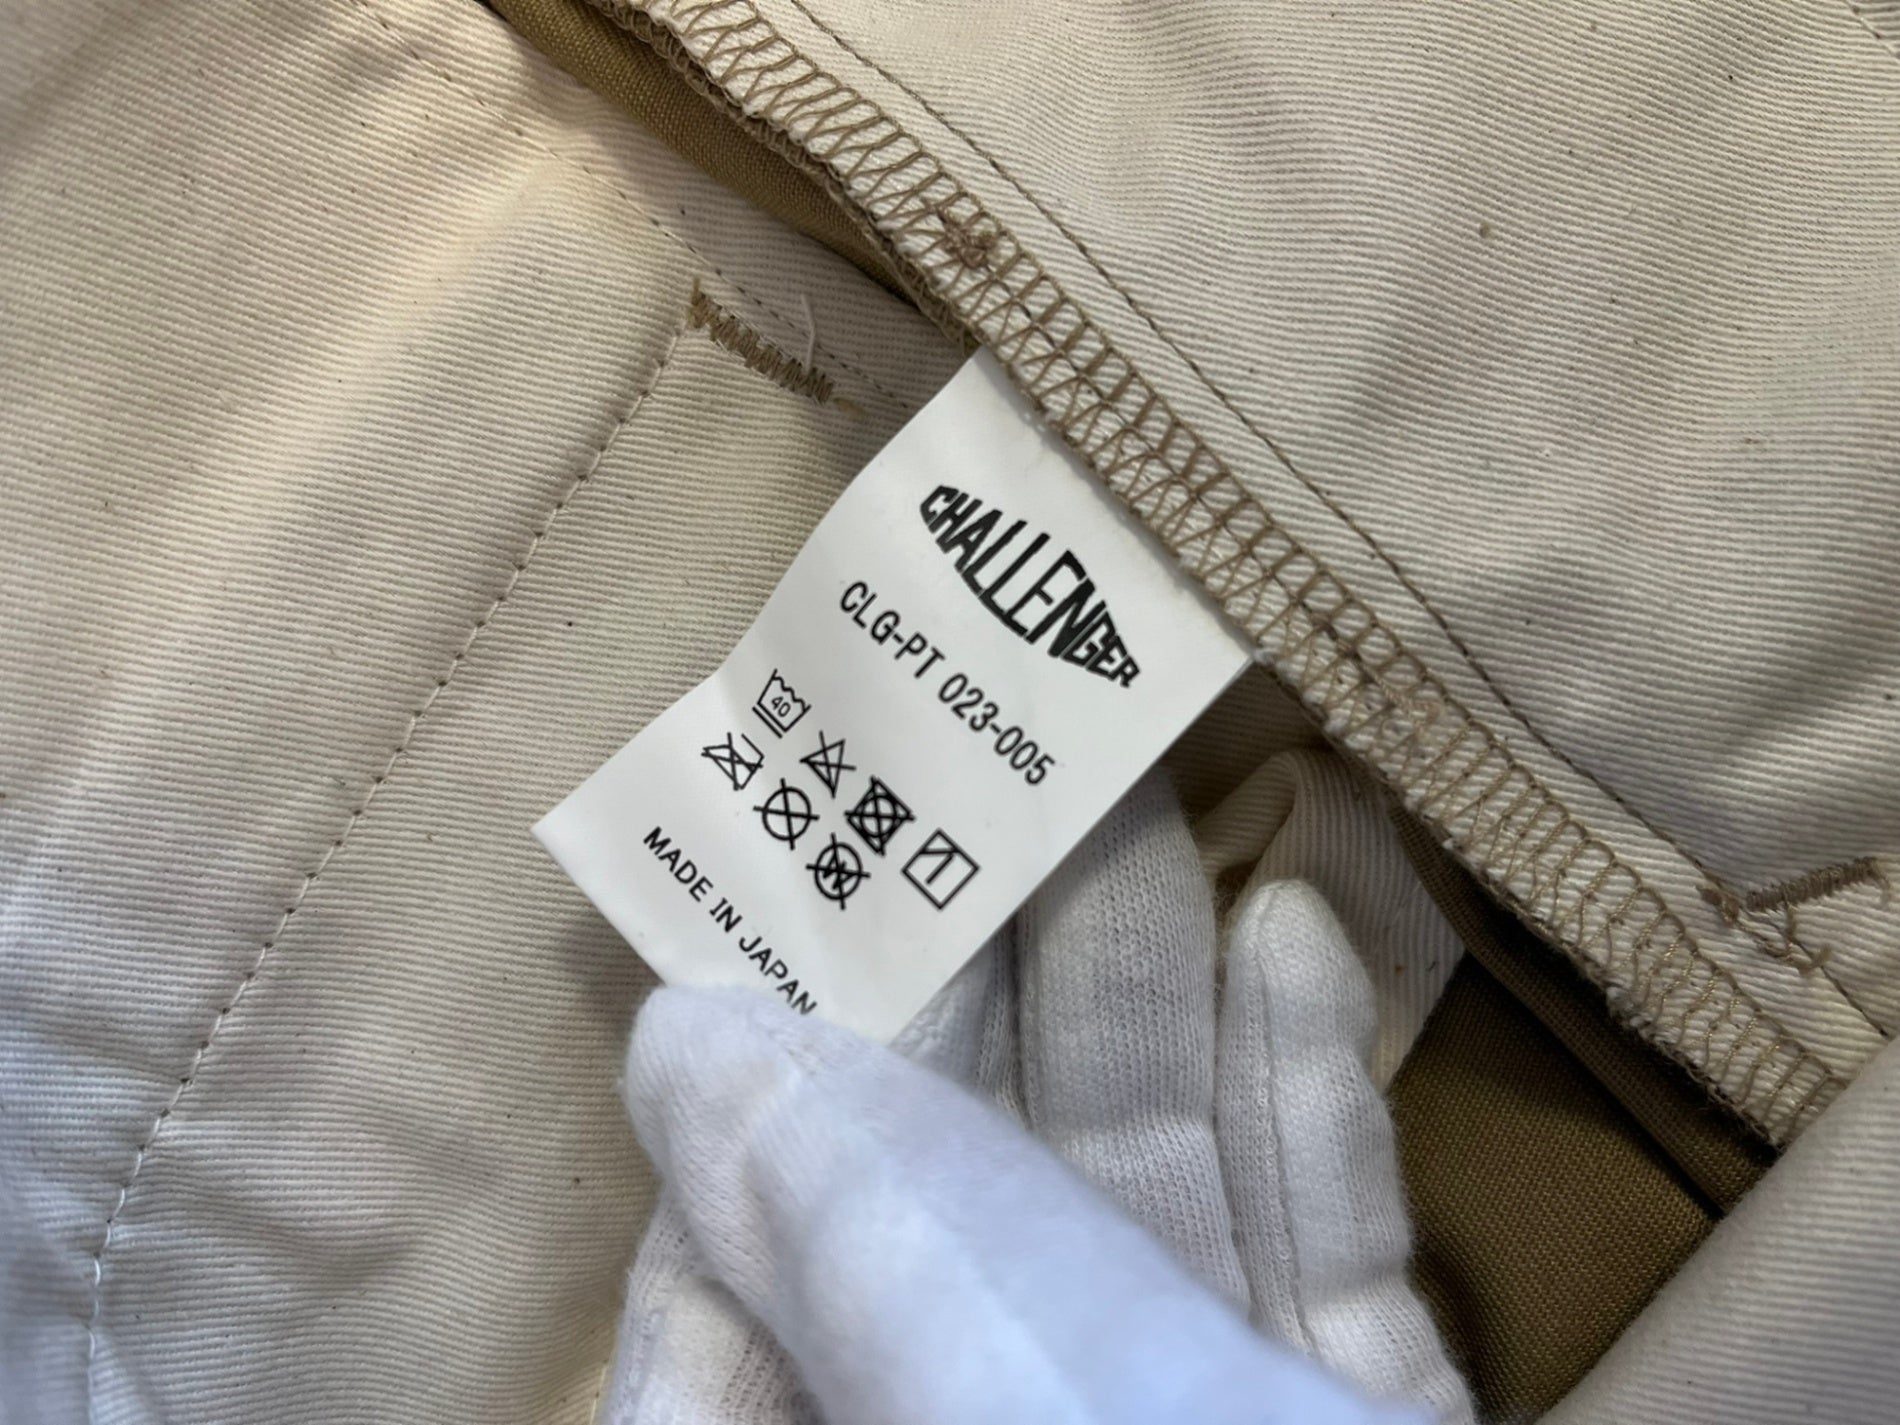 CHALLENGER
CLG-PT 023-005
40
W
MADE IN JAPAN